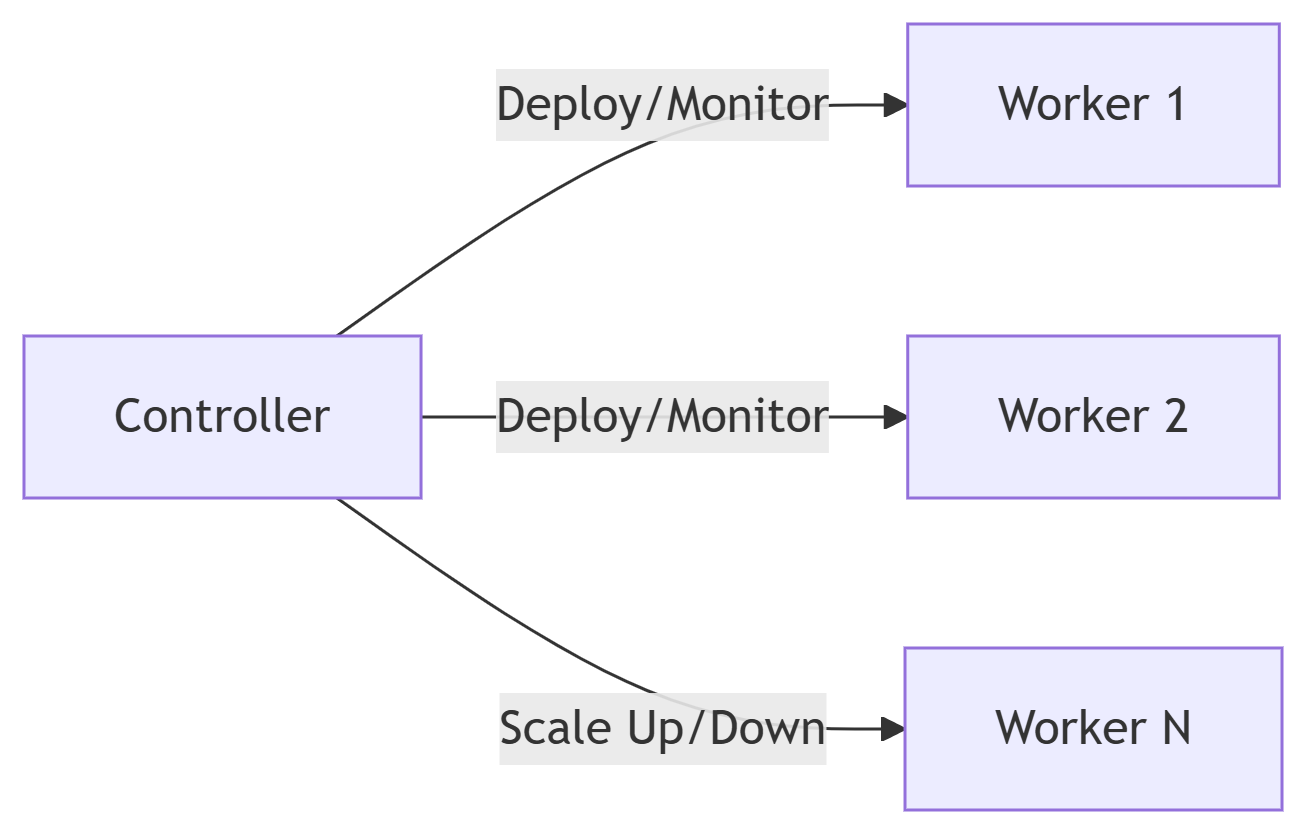 Deploy/Monitor
Worker 1
Controller
Deploy/Monitor
Worker 2
Scale Up/Down
Worker N